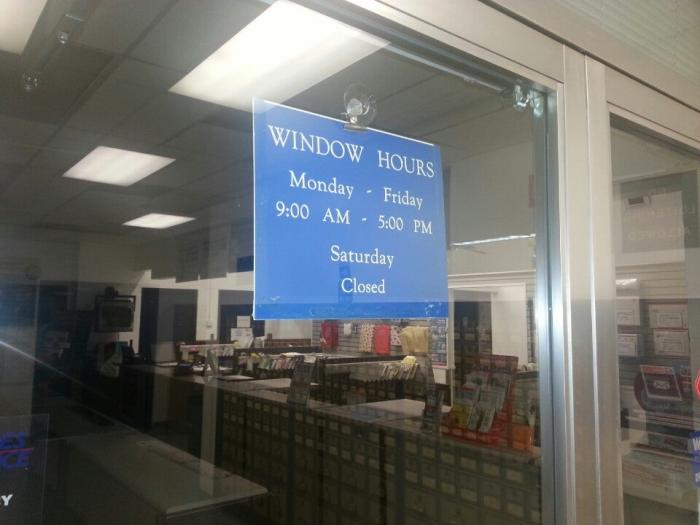 WINDOW HOURS
Monday - Friday
9:00 AM - 5:00 PM
Saturday
Closed